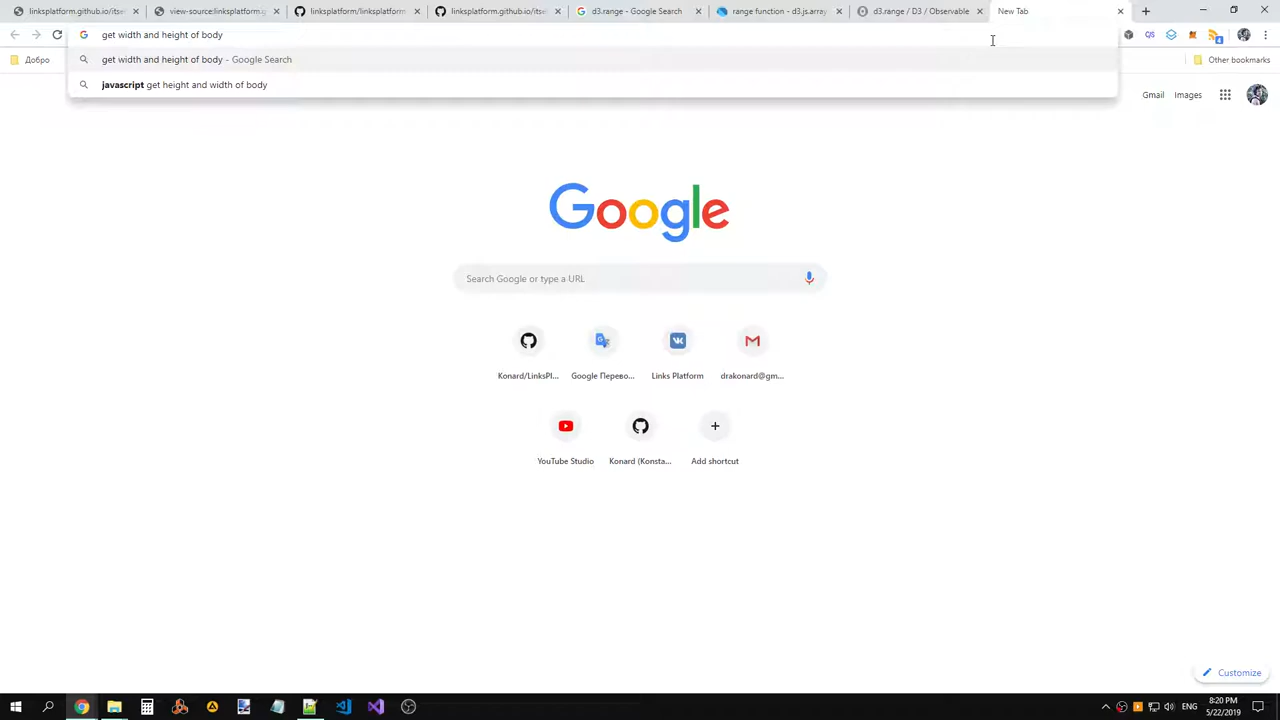 linksplatform.github.io/itse
view-source:linksplatform.g
linksplatform/linksplatform
linksplatform.github.io/itse
d3.range - Google Search
range function - d3.js.array
d3.range / D3 / Observable
New Tab
get width and height of body
Добро
get width and height of body - Google Search
Other bookmarks
javascript get height and width of body
Gmail
Images
Google
Search Google or type a URL
Konard/LinksPl...
Google Перево...
Links Platform
drakonard@gm...
YouTube Studio
Konard (Konsta...
Add shortcut
Customize
ENG
8:20 PM
5/22/2019